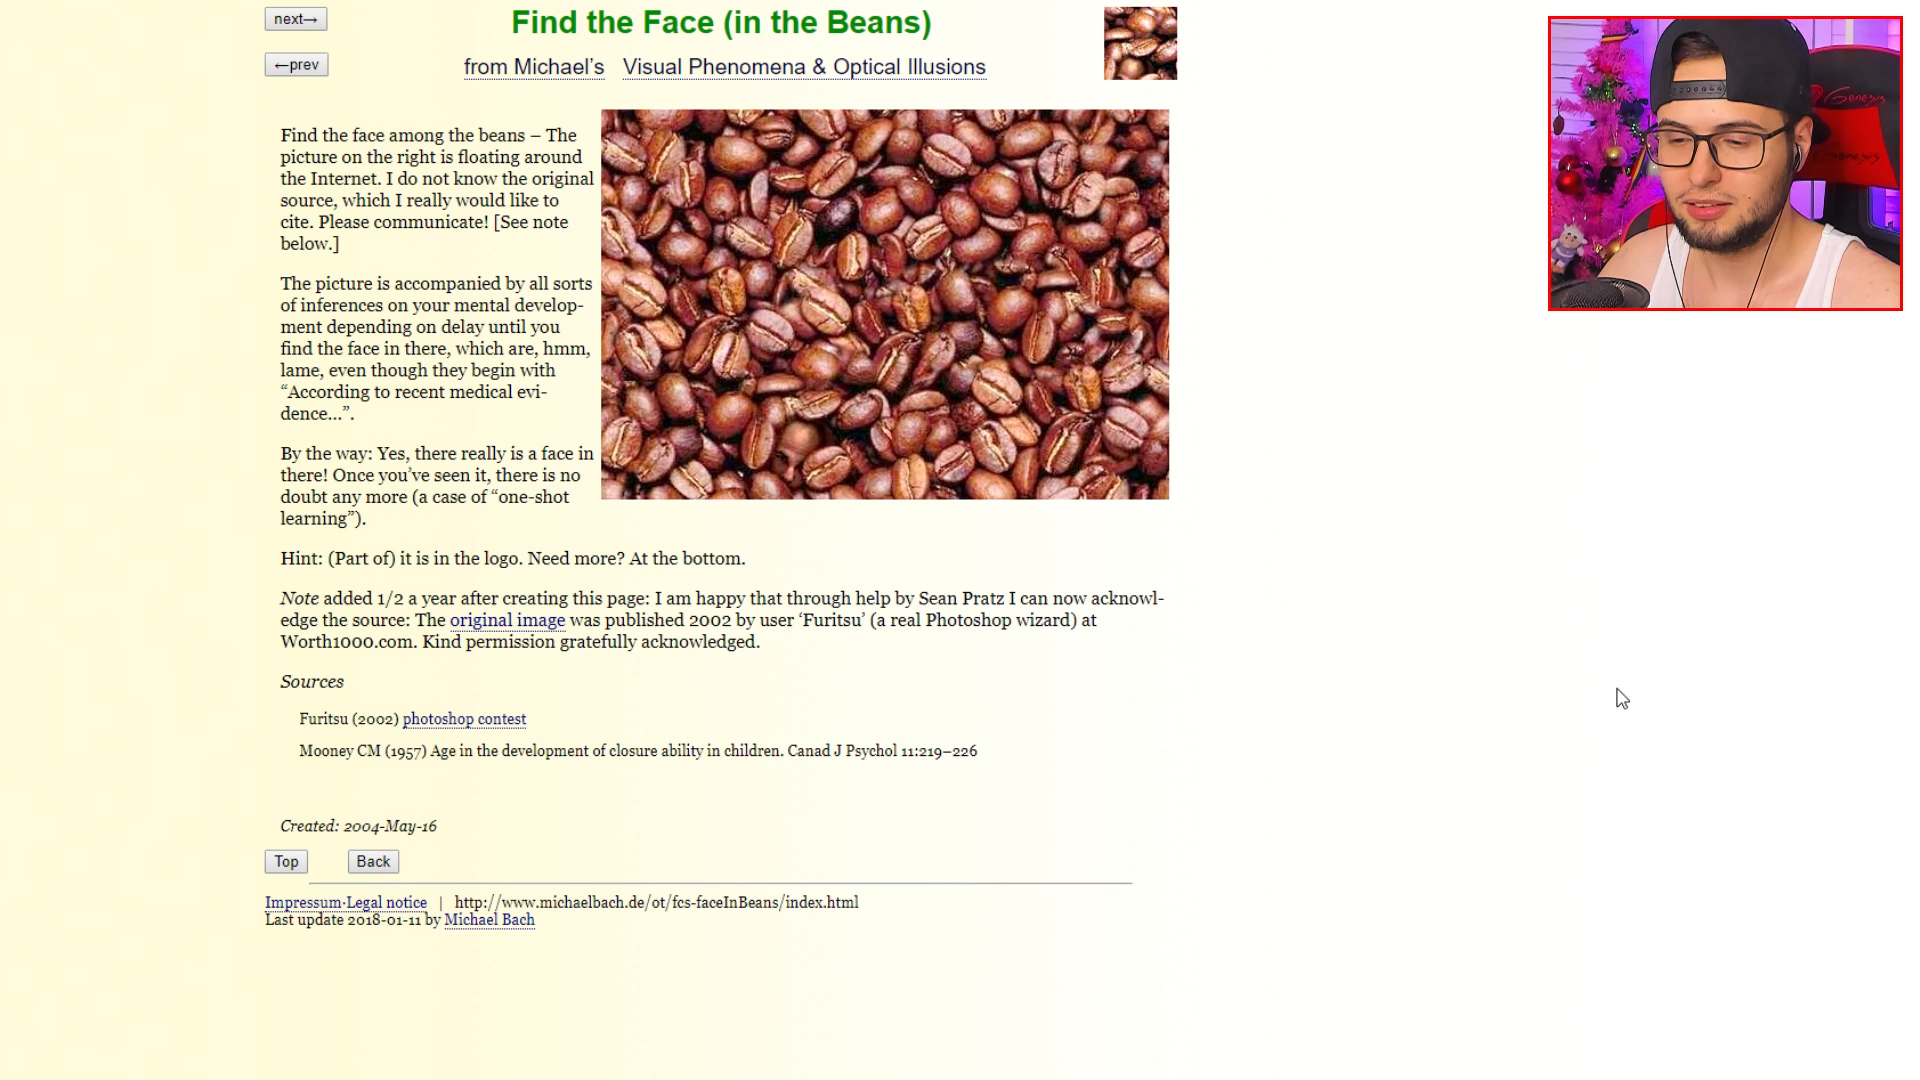 next→
Find the Face (in the Beans)
←prev
from Michael’s Visual Phenomena & Optical Illusions
Find the face among the beans – The
picture on the right is floating around
the Internet. I do not know the original
source, which I really would like to
cite. Please communicate! [See note
below.]
The picture is accompanied by all sorts
of inferences on your mental develop-
ment depending on delay until you
find the face in there, which are, hmm,
lame, even though they begin with
“According to recent medical evi-
dence…”.
By the way: Yes, there really is a face in
there! Once you’ve seen it, there is no
doubt any more (a case of “one-shot
learning”).
Hint: (Part of) it is in the logo. Need more? At the bottom.
Note added 1/2 a year after creating this page: I am happy that through help by Sean Pratz I can now acknowl-
edge the source: The original image was published 2002 by user ‘Furitsu’ (a real Photoshop wizard) at
Worth1000.com. Kind permission gratefully acknowledged.
Sources
Furitsu (2002) photoshop contest
Mooney CM (1957) Age in the development of closure ability in children. Canad J Psychol 11:219–226
Created: 2004-May-16
Top Back
Impressum·Legal notice | http://www.michaelbach.de/ot/fcs-faceInBeans/index.html
Last update 2018-01-11 by Michael Bach
Genesis